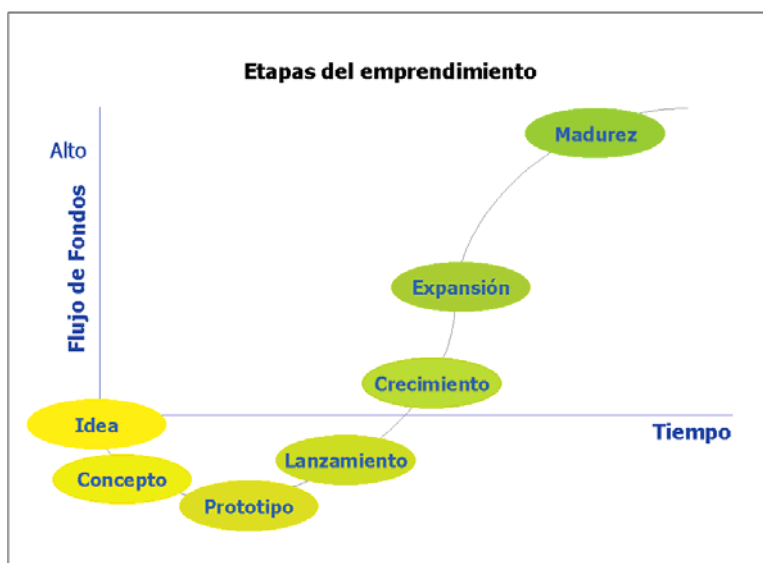 Etapas del emprendimiento
Madurez
Alto
Flujo de Fondos
Expansión
Crecimiento
Idea
Tiempo
Lanzamiento
Concepto
Prototipo